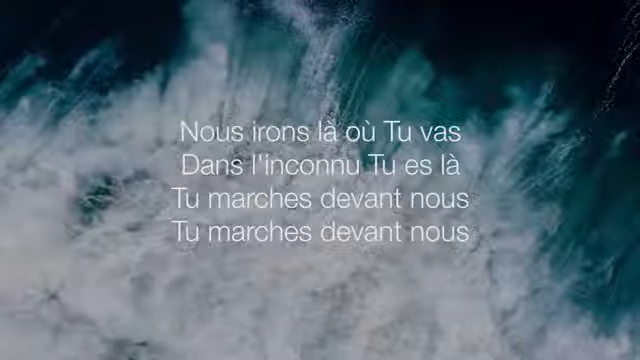 Nous irons là où Tu vas
Dans l'inconnu Tu es là
Tu marches devant nous
Tu marches devant nous